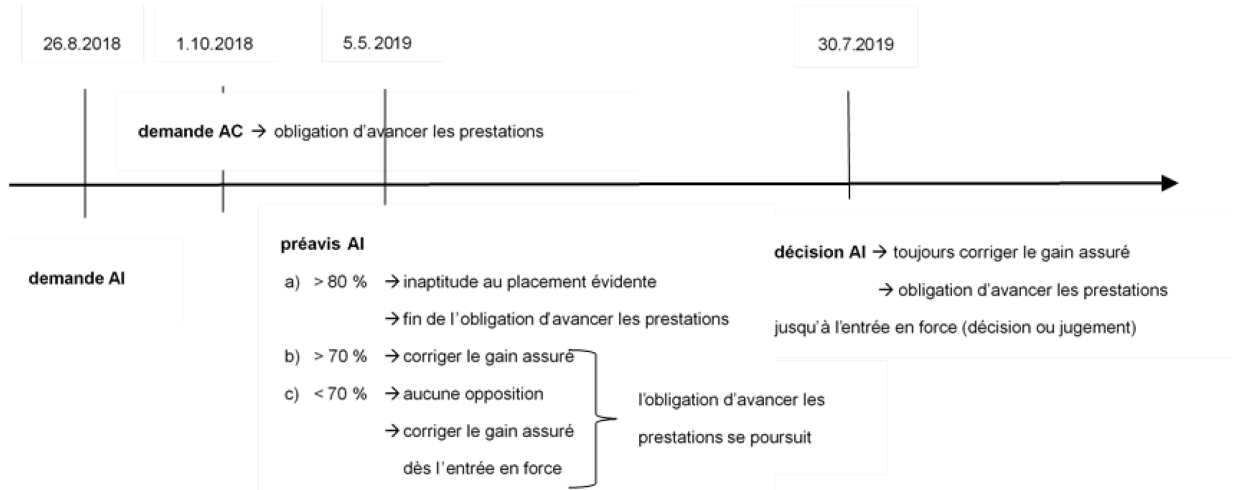 26.8.2018
1.10.2018
5.5.2019
30.7.2019
demande AC → obligation d'avancer les prestations
demande AI
préavis AI
a) > 80 % → inaptitude au placement évidente
→ fin de l'obligation d'avancer les prestations
b) > 70 % → corriger le gain assuré
c) < 70 % → aucune opposition
→ corriger le gain assuré
dès l'entrée en force
l'obligation d'avancer les
prestations se poursuit
décision AI → toujours corriger le gain assuré
→ obligation d'avancer les prestations
jusqu'à l'entrée en force (décision ou jugement)